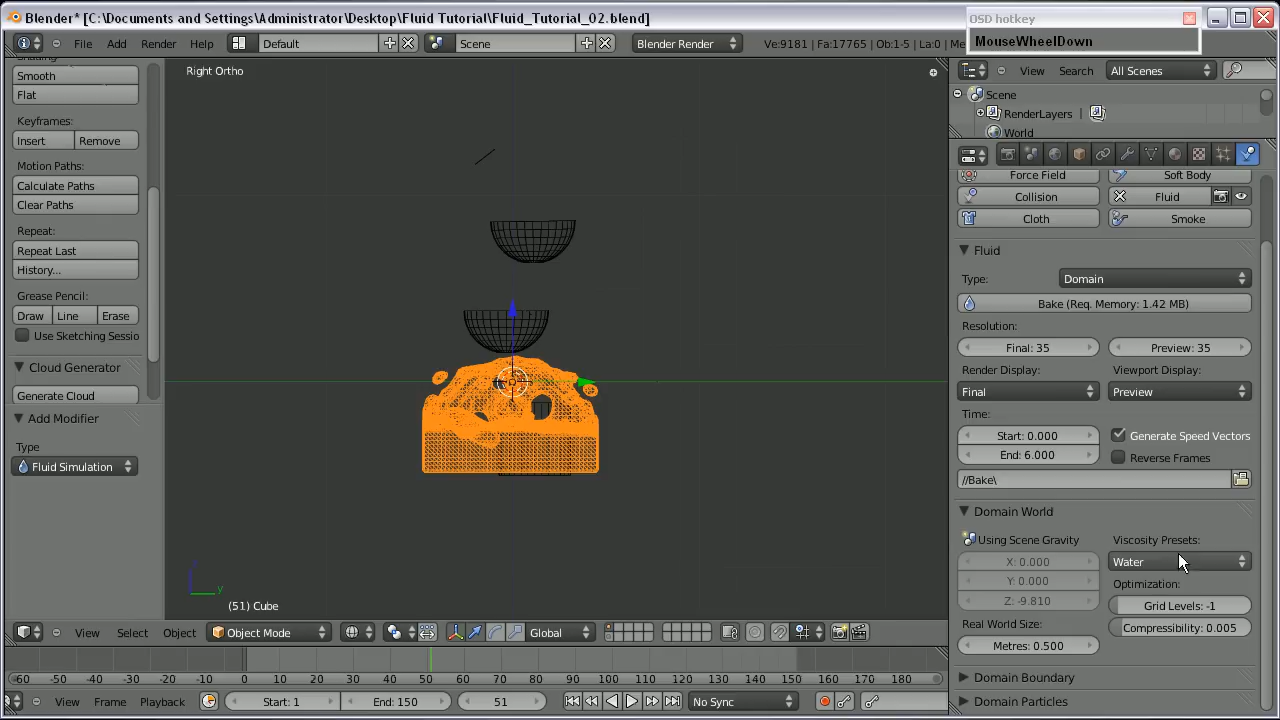 Blender* [C:\Documents and Settings\Administrator\Desktop\Fluid Tutorial\Fluid_Tutorial_02.blend]
OSD hotkey
MouseWheelDown
File Add Render Help Default Scene Blender Render Ve:9181 | Fa:17765 | Ob:1-5 | La:0 | Me
View Search All Scenes
Scene
RenderLayers |
World
Smooth
Flat
Keyframes:
Insert Remove
Motion Paths:
Calculate Paths
Clear Paths
Repeat:
Repeat Last
History...
Grease Pencil:
Draw Line Erase
Use Sketching Sessio
Cloud Generator
Generate Cloud
Add Modifier
Type
Fluid Simulation
Right Ortho
z
y
(51) Cube
Force Field Soft Body
Collision Fluid
Cloth Smoke
Fluid
Type: Domain
Bake (Req. Memory: 1.42 MB)
Resolution:
Final: 35 Preview: 35
Render Display: Viewport Display:
Final Preview
Time:
Start: 0.000 Generate Speed Vectors
End: 6.000 Reverse Frames
//Bake\
Domain World
Using Scene Gravity Viscosity Presets:
X: 0.000 Water
Y: 0.000 Optimization:
Z: -9.810 Grid Levels: -1
Real World Size: Compressibility: 0.005
Metres: 0.500
Domain Boundary
Domain Particles
View Select Object Object Mode Global
-60 -50 -40 -30 -20 -10 0 10 20 30 40 50 60 70 80 90 100 110 120 130 140 150 160 170 180
View Frame Playback Start: 1 End: 150 51 No Sync